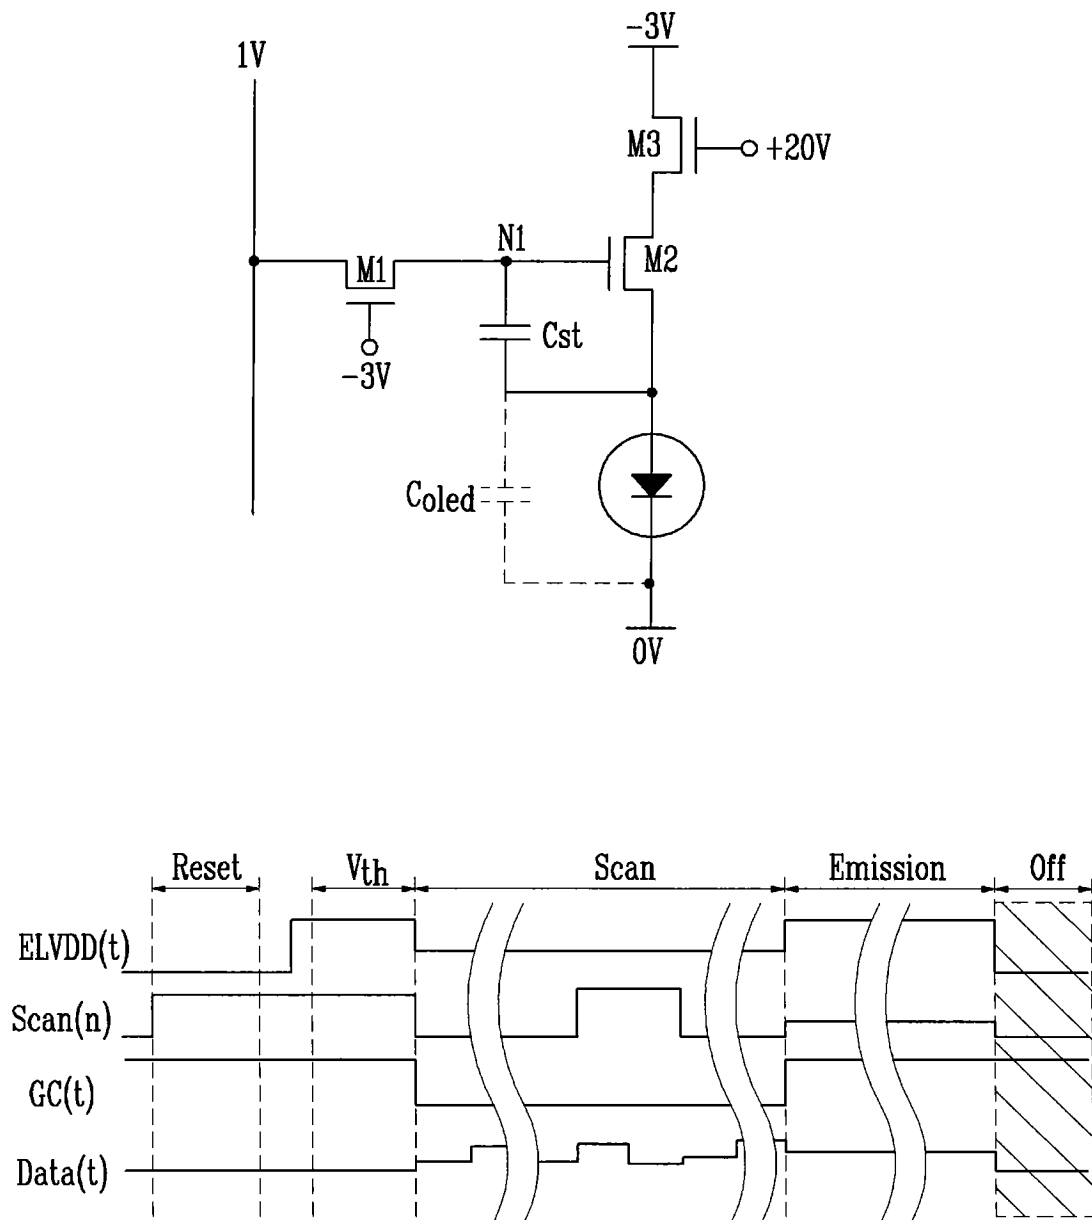 -3V
1V
M3
+20V
N1
M1
M2
Cst
-3V
Coled
0V
Reset
Vth
Scan
Emission
Off
ELVDD(t)
Scan(n)
GC(t)
Data(t)